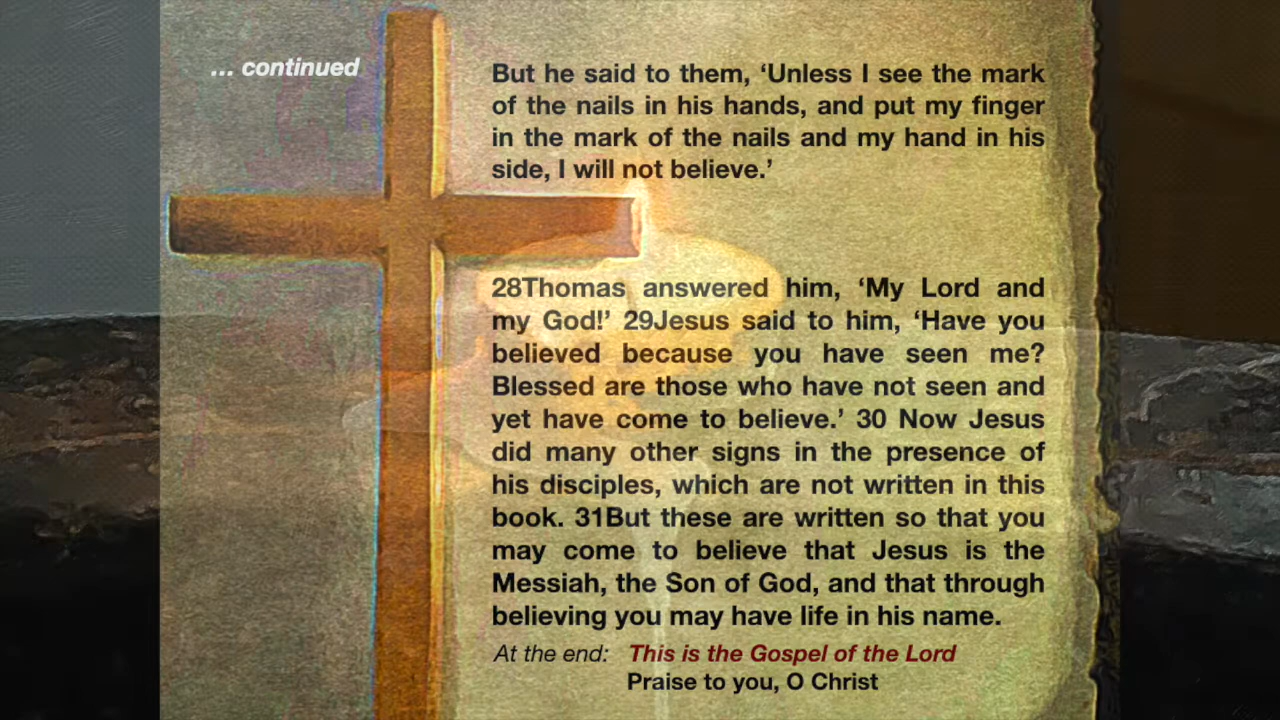 ... continued
But he said to them, ‘Unless I see the mark
of the nails in his hands, and put my finger
in the mark of the nails and my hand in his
side, I will not believe.’
28Thomas answered him, ‘My Lord and
my God!’ 29Jesus said to him, ‘Have you
believed because you have seen me?
Blessed are those who have not seen and
yet have come to believe.’ 30 Now Jesus
did many other signs in the presence of
his disciples, which are not written in this
book. 31But these are written so that you
may come to believe that Jesus is the
Messiah, the Son of God, and that through
believing you may have life in his name.
At the end: This is the Gospel of the Lord
Praise to you, O Christ